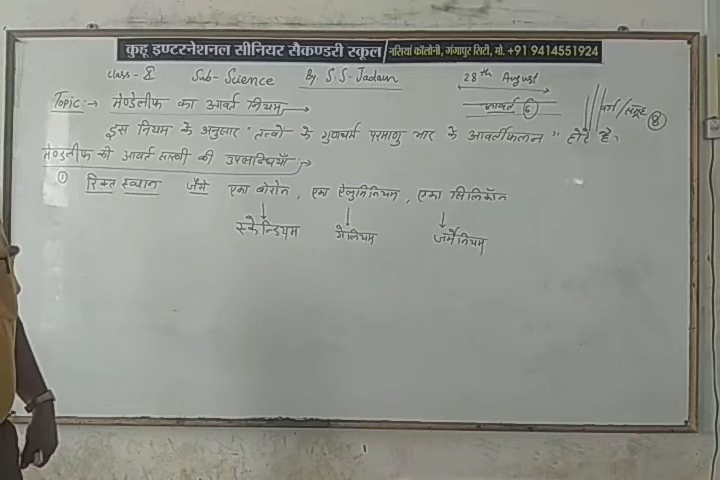 कुहू इण्टरनेशनल सीनियर सैकण्डरी स्कूल नसियां कॉलोनी, गंगापुर सिटी, मो. +91 9414551924
class - 8 Sub - Science By. S. S. Jadaun 28th August
Topic :→ मेण्डेलीफ का आवर्त नियम →
आवर्त 6 वर्ग / समूह 8
इस नियम के अनुसार " तत्वों के गुणधर्म परमाणु भार के आवर्तीफलन " होते है.
मेण्डेलीफ की आवर्त सारणी की उपलब्धियाँ →
① रिक्त स्थान जैसे एका बोरोन, एका ऐलुमिनियम, एका सिलिकॉन
↓ ↓ ↓
स्केन्डियम गेलियम जर्मेनियम